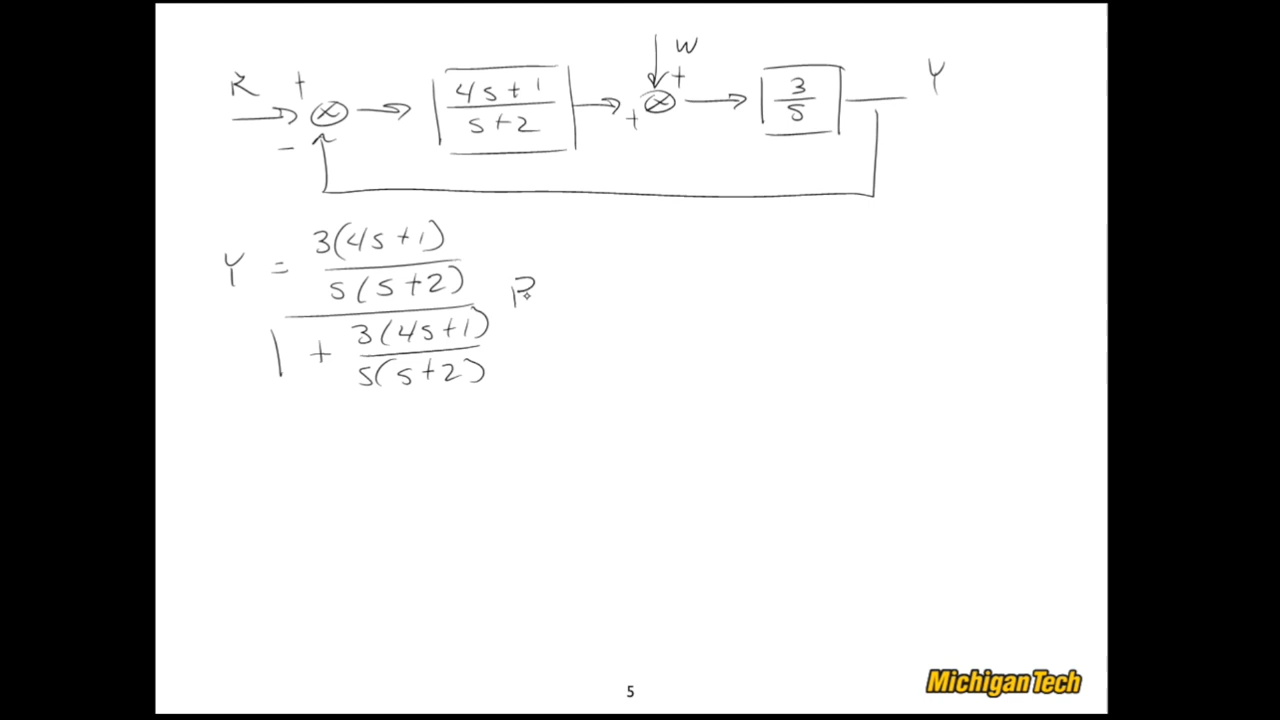 W
R + 4s+1 + 3 Y
s+2 + s
-
3(4s+1)
Y = s(s+2) R
1 + 3(4s+1)
s(s+2)
5
Michigan Tech